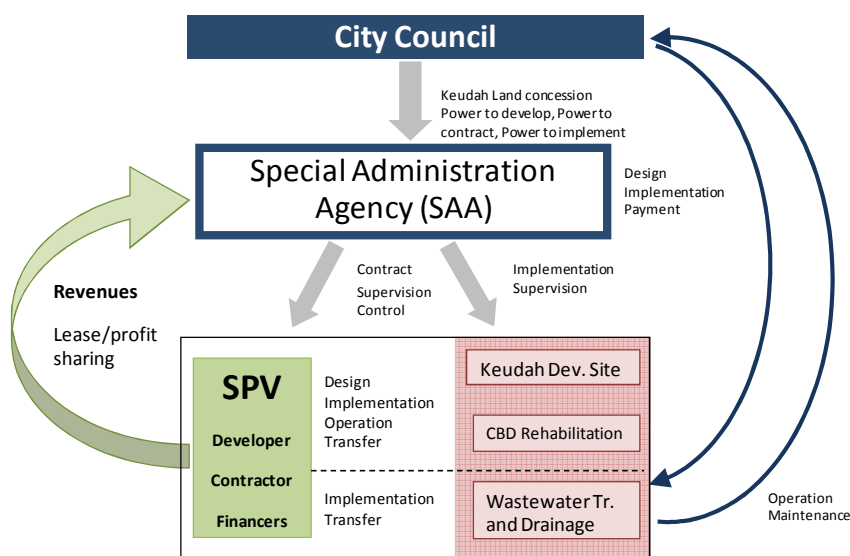 City Council
Keudah Land concession
Power to develop, Power to
contract, Power to implement
Special Administration
Agency (SAA)
Design
Implementation
Payment
Contract
Supervision
Control
Implementation
Supervision
Revenues
Lease/profit
sharing
SPV
Developer
Contractor
Financers
Design
Implementation
Operation
Transfer
Implementation
Transfer
Keudah Dev. Site
CBD Rehabilitation
Wastewater Tr.
and Drainage
Operation
Maintenance